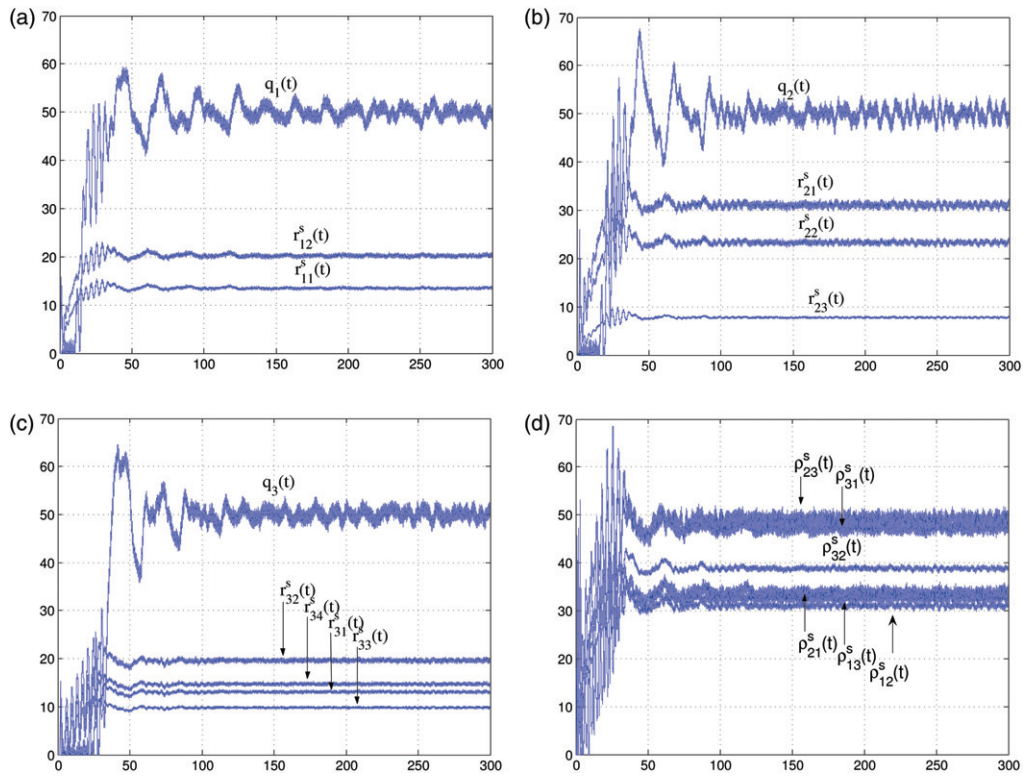 (a)
70
60
50
40
30
20
10
0
q₁(t)
rˢ₁₂(t)
rˢ₁₁(t)
0 50 100 150 200 250 300
(b)
70
60
50
40
30
20
10
0
q₂(t)
rˢ₂₁(t)
rˢ₂₂(t)
rˢ₂₃(t)
0 50 100 150 200 250 300
(c)
70
60
50
40
30
20
10
0
q₃(t)
rˢ₃₂(t)
rˢ₃₄(t)
rˢ₃₁(t)
rˢ₃₃(t)
0 50 100 150 200 250 300
(d)
70
60
50
40
30
20
10
0
ρˢ₂₃(t)
ρˢ₃₁(t)
ρˢ₃₂(t)
ρˢ₂₁(t)
ρˢ₁₃(t)
ρˢ₁₂(t)
0 50 100 150 200 250 300